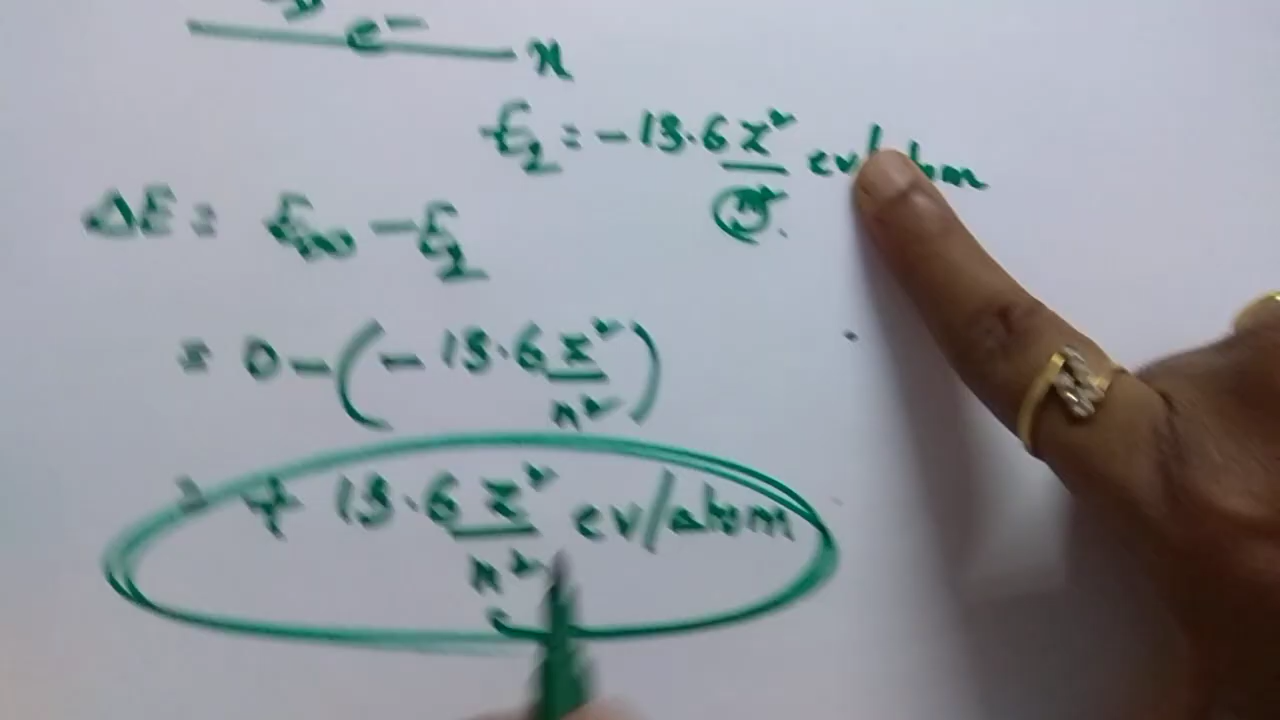 e⁻ n
E₂ = -13.6 z²/n² ev/atom
ΔE = E∞ - E₂
= 0 - (-13.6 z²/n²)
= + 13.6 z²/n² ev/atom